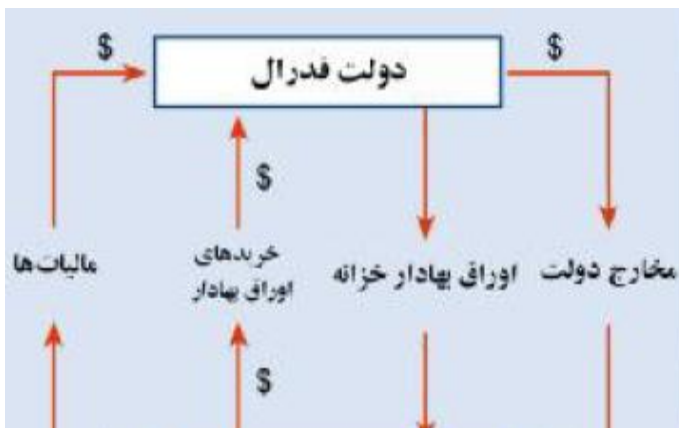 $
$
دولت فدرال
$
مخارج دولت
اوراق بهادار خزانه
خریدهای
اوراق بهادار
مالیات‌ها
$